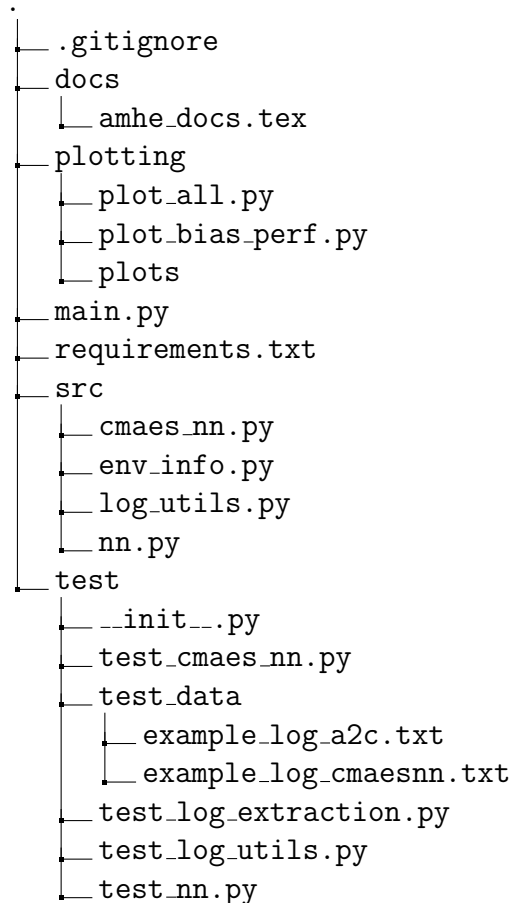 .
.gitignore
docs
amhe_docs.tex
plotting
plot_all.py
plot_bias_perf.py
plots
main.py
requirements.txt
src
cmaes_nn.py
env_info.py
log_utils.py
nn.py
test
__init__.py
test_cmaes_nn.py
test_data
example_log_a2c.txt
example_log_cmaesnn.txt
test_log_extraction.py
test_log_utils.py
test_nn.py